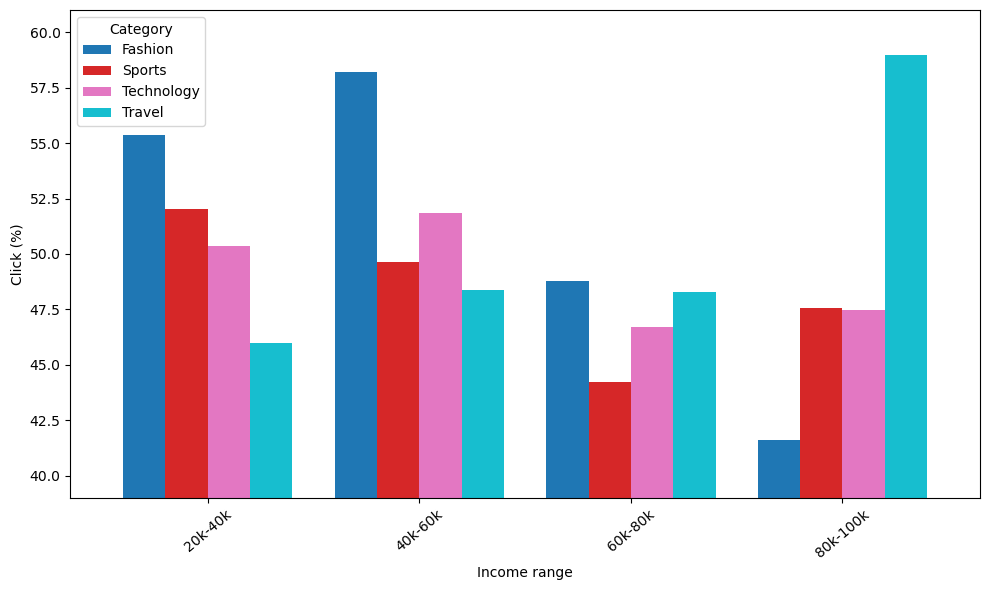 Category
Fashion
Sports
Technology
Travel
60.0
57.5
55.0
52.5
50.0
47.5
45.0
42.5
40.0
Click (%)
20k-40k
40k-60k
60k-80k
80k-100k
Income range